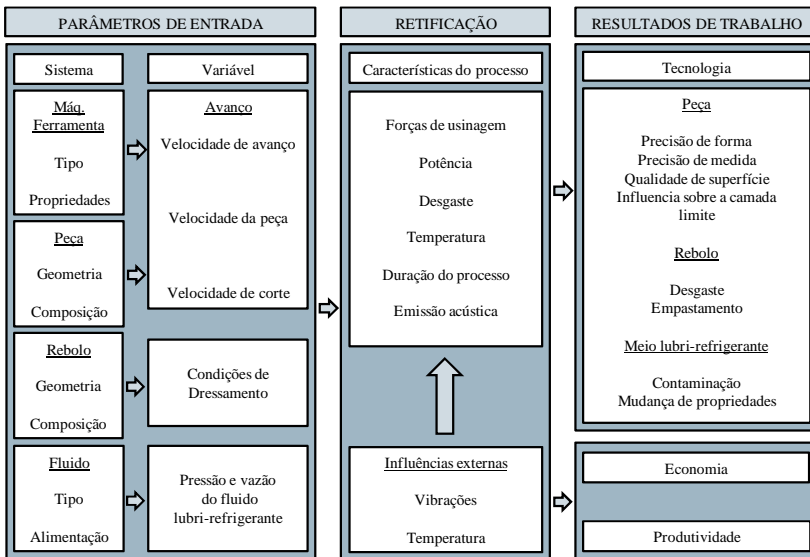 PARÂMETROS DE ENTRADA
Sistema
Variável
Máq.
Ferramenta
Tipo
Propriedades
Avanço
Velocidade de avanço
Velocidade da peça
Velocidade de corte
Peça
Geometria
Composição
Rebolo
Geometria
Composição
Condições de
Dressamento
Fluido
Tipo
Alimentação
Pressão e vazão
do fluido
lubri-refrigerante
RETIFICAÇÃO
Características do processo
Forças de usinagem
Potência
Desgaste
Temperatura
Duração do processo
Emissão acústica
Influências externas
Vibrações
Temperatura
RESULTADOS DE TRABALHO
Tecnologia
Peça
Precisão de forma
Precisão de medida
Qualidade de superfície
Influencia sobre a camada
limite
Rebolo
Desgaste
Empastamento
Meio lubri-refrigerante
Contaminação
Mudança de propriedades
Economia
Produtividade